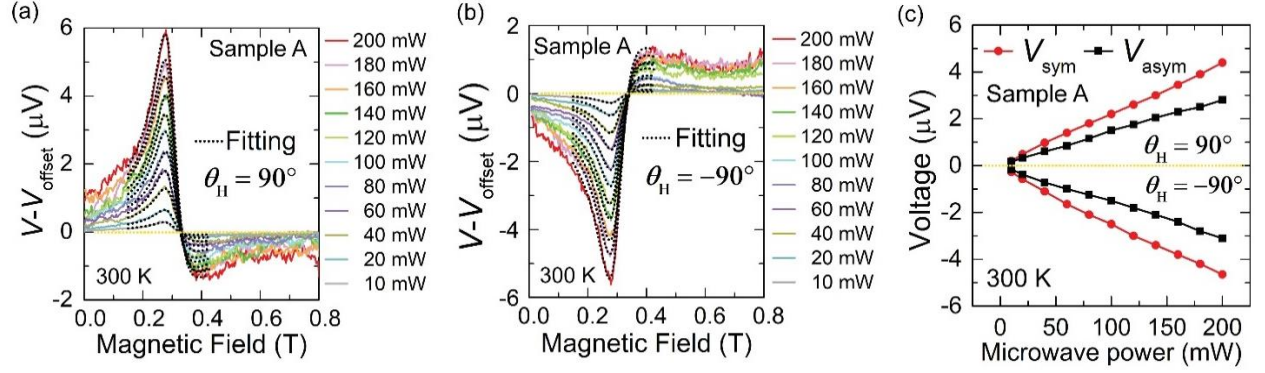 (a)
6
4
2
0
-2
V-V_offset (μV)
Sample A
Fitting
θ_H = 90°
300 K
0.0 0.2 0.4 0.6 0.8
Magnetic Field (T)
200 mW
180 mW
160 mW
140 mW
120 mW
100 mW
80 mW
60 mW
40 mW
20 mW
10 mW
(b)
2
0
-2
-4
-6
V-V_offset (μV)
Sample A
Fitting
θ_H = −90°
300 K
0.0 0.2 0.4 0.6 0.8
Magnetic Field (T)
200 mW
180 mW
160 mW
140 mW
120 mW
100 mW
80 mW
60 mW
40 mW
20 mW
10 mW
(c)
6
4
2
0
-2
-4
-6
Voltage (μV)
V_sym V_asym
Sample A
θ_H = 90°
θ_H = −90°
300 K
0 50 100 150 200
Microwave power (mW)